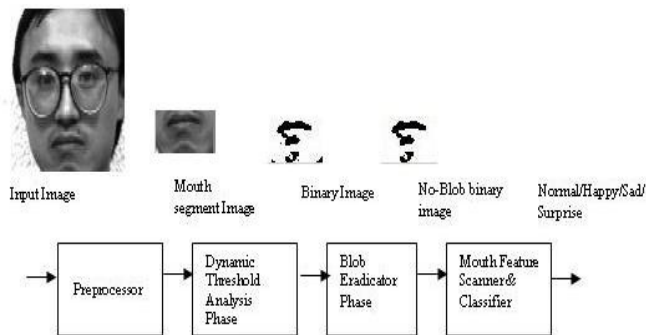 Input Image
Mouth
segment Image
Binary Image
No-Blob binary
image
Normal/Happy/Sad/
Surprise
Preprocessor
Dynamic
Threshold
Analysis
Phase
Blob
Eradicator
Phase
Mouth Feature
Scanner&
Classifier